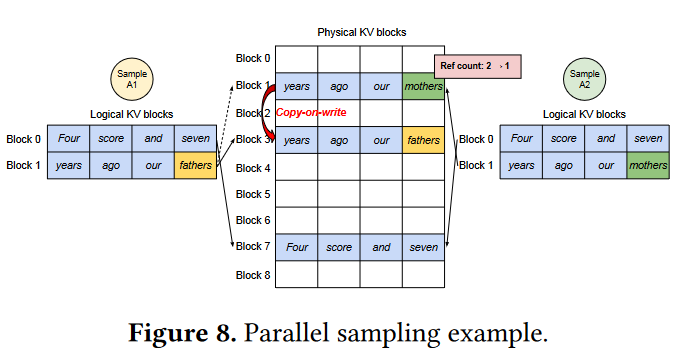 Physical KV blocks
Block 0
Ref count: 2 → 1
Sample
A1
Sample
A2
Block 1
years ago our mothers
Logical KV blocks
Block 2
Copy-on-write
Logical KV blocks
Block 0
Four score and seven
Block 3
years ago our fathers
Block 0
Four score and seven
Block 1
years ago our fathers
Block 4
Block 1
years ago our mothers
Block 5
Block 6
Block 7
Four score and seven
Block 8
Figure 8. Parallel sampling example.